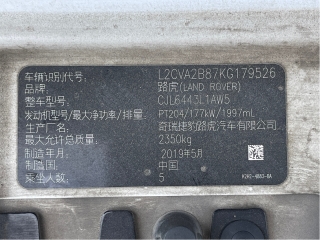 车辆识别代号: L2CVA2B87KG179526
品牌: 路虎(LAND ROVER)
整车型号: CJL6443L1AW5
发动机型号/最大净功率/排量: PT204/177kW/1997mL
制造厂名: 奇瑞捷豹路虎汽车有限公司
最大允许总质量: 2350kg
制造年月: 2019年5月
制造国: 中国
乘坐人数: 5